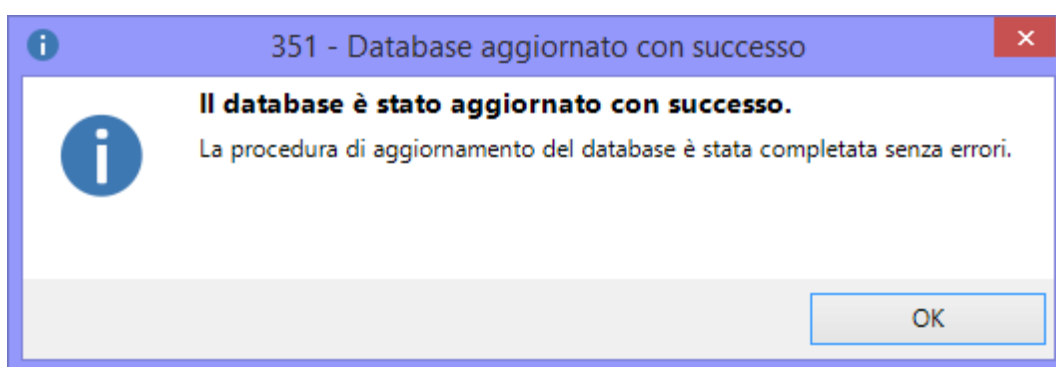 351 - Database aggiornato con successo
Il database è stato aggiornato con successo.
La procedura di aggiornamento del database è stata completata senza errori.
OK